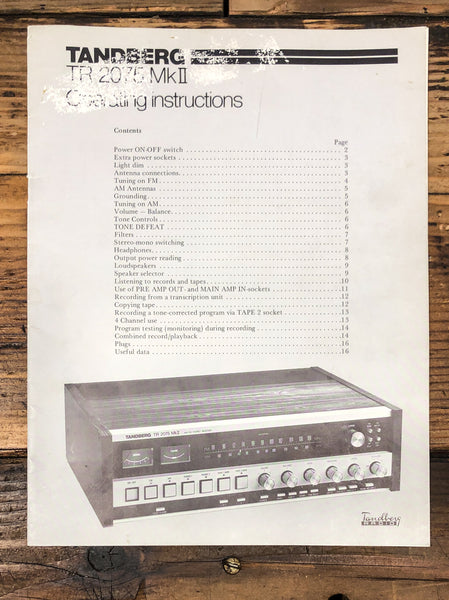 TANDBERG
TR 2075 MkII
Operating instructions
Contents
Page
Power ON-OFF switch 2
Extra power sockets 3
Light dim 3
Antenna connections. 3
Tuning on FM 4
AM Antennas 5
Grounding 5
Tuning on AM. 6
Volume — Balance. 6
Tone Controls 6
TONE DEFEAT 6
Filters 7
Stereo-mono switching 7
Headphones. 8
Output power reading 8
Loudspeakers 9
Speaker selector 9
Listening to records and tapes. 10
Use of PRE AMP OUT- and MAIN AMP IN-sockets 11
Recording from a transcription unit 12
Copying tape. 12
Recording a tone-corrected program via TAPE 2 socket 13
4 Channel use 13
Program testing (monitoring) during recording 14
Combined record/playback 14
Plugs 16
Useful data 16
TANDBERG TR 2075 MKII
Tandberg
RADIO